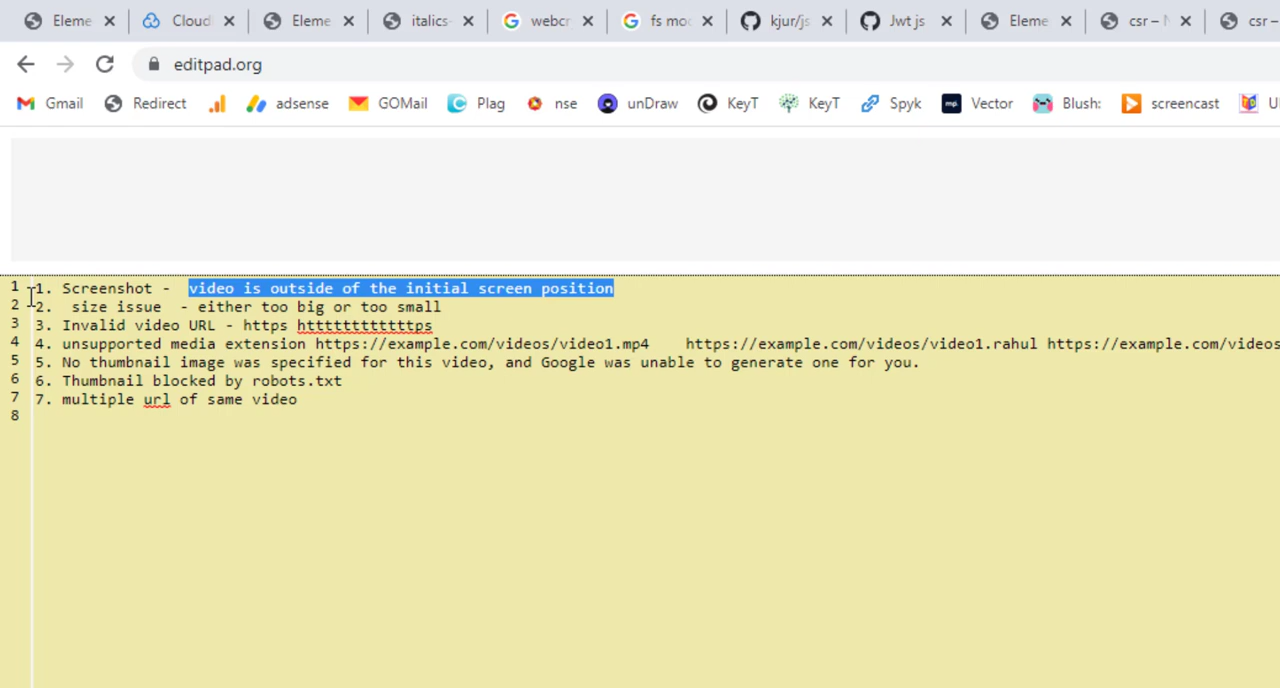 Eleme Cloudl Eleme italics- webcr fs mod kjur/js Jwt js Eleme csr – N csr –
editpad.org
Gmail Redirect adsense GOMail Plag nse unDraw KeyT KeyT Spyk Vector Blush: screencast
1 1. Screenshot - video is outside of the initial screen position
2 2. size issue - either too big or too small
3 3. Invalid video URL - https htttttttttttttps
4 4. unsupported media extension https://example.com/videos/video1.mp4 https://example.com/videos/video1.rahul https://example.com/videos
5 5. No thumbnail image was specified for this video, and Google was unable to generate one for you.
6 6. Thumbnail blocked by robots.txt
7 7. multiple url of same video
8